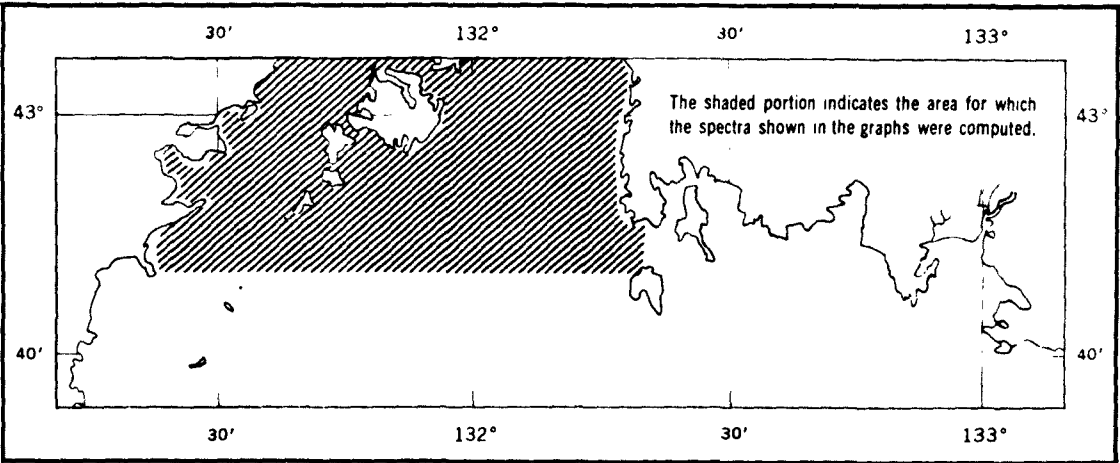 30' 132° 30' 133°
43° 43°
The shaded portion indicates the area for which
the spectra shown in the graphs were computed.
40' 40'
30' 132° 30' 133°